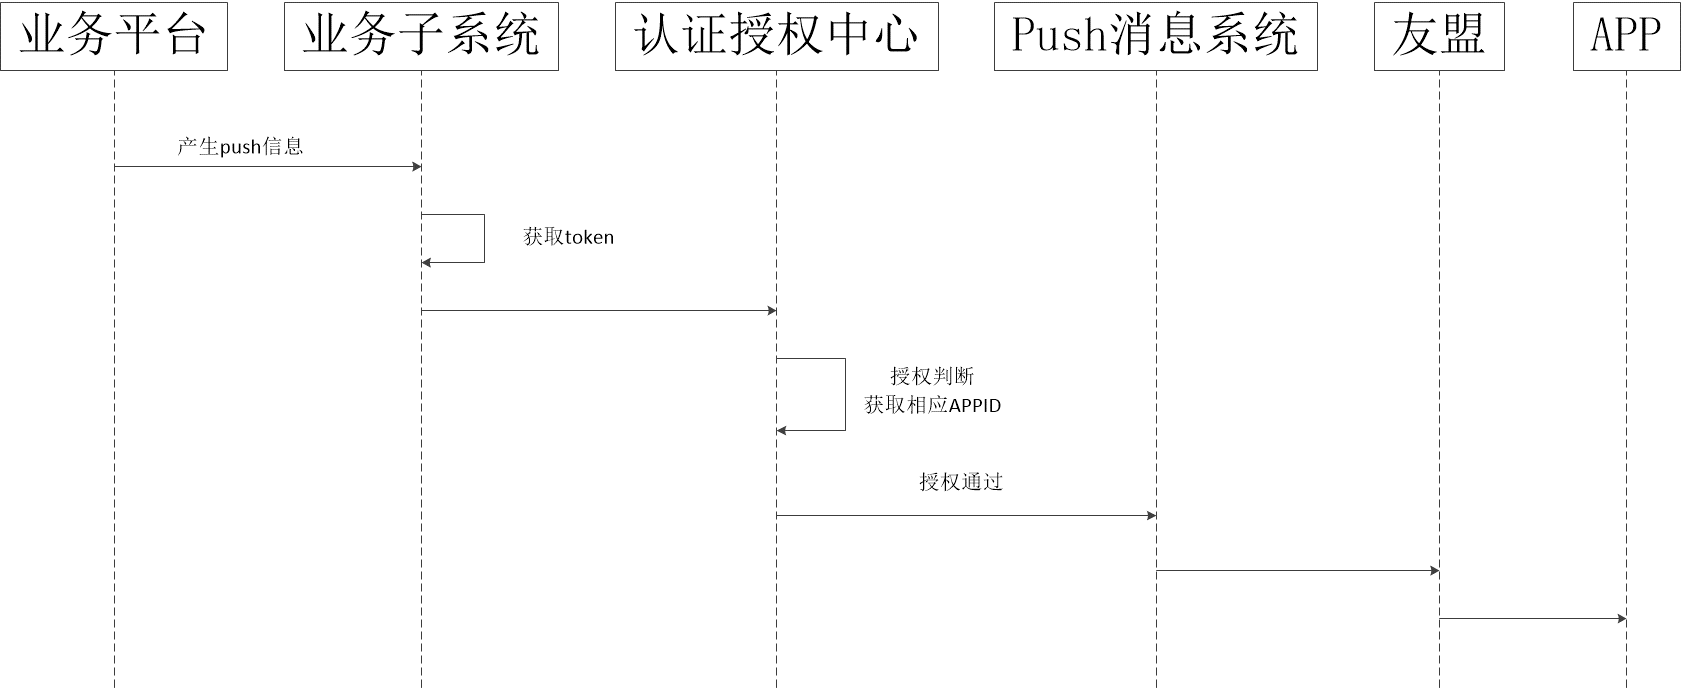 业务平台
业务子系统
认证授权中心
Push消息系统
友盟
APP
产生push信息
获取token
授权判断
获取相应APPID
授权通过